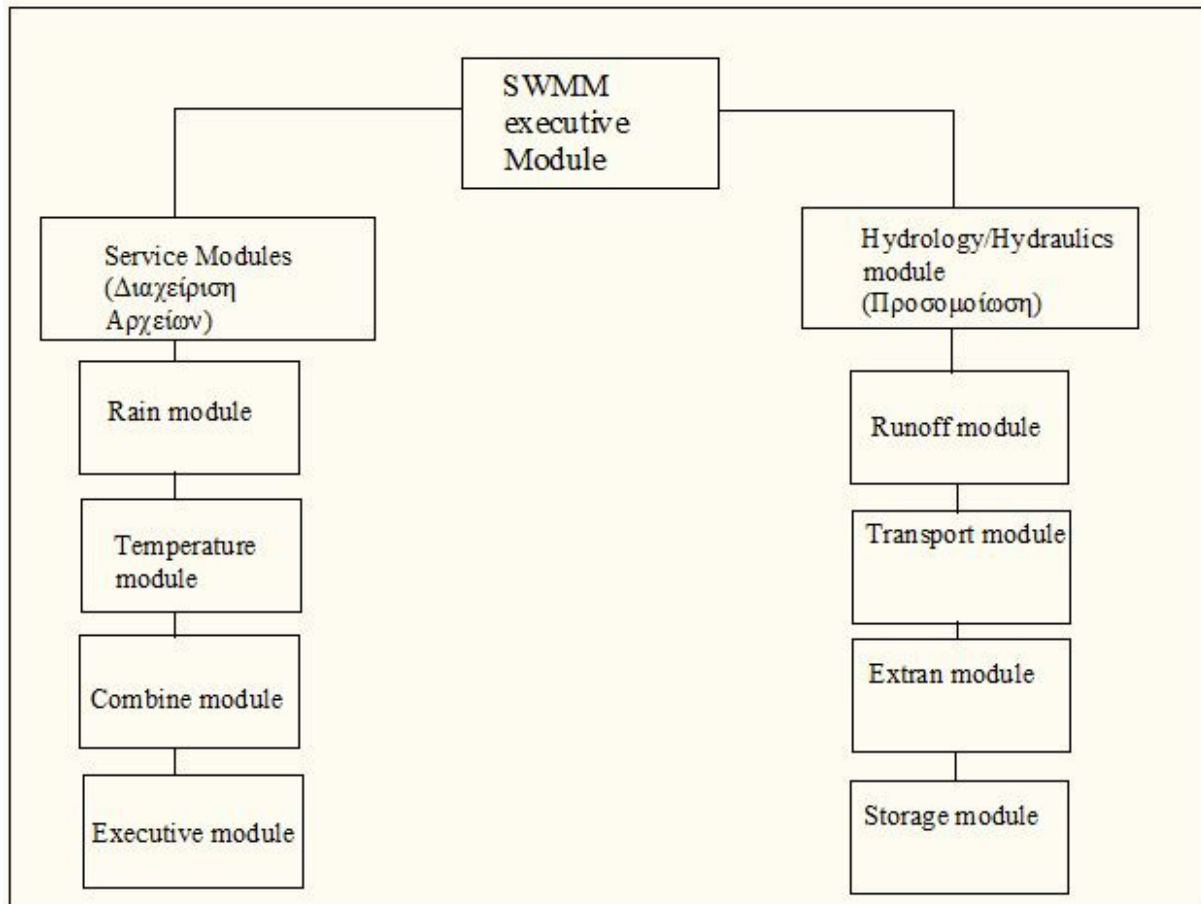 SWMM
executive
Module
Service Modules
(Διαχείριση
Αρχείων)
Rain module
Temperature
module
Combine module
Executive module
Hydrology/Hydraulics
module
(Προσομοίωση)
Runoff module
Transport module
Extran module
Storage module